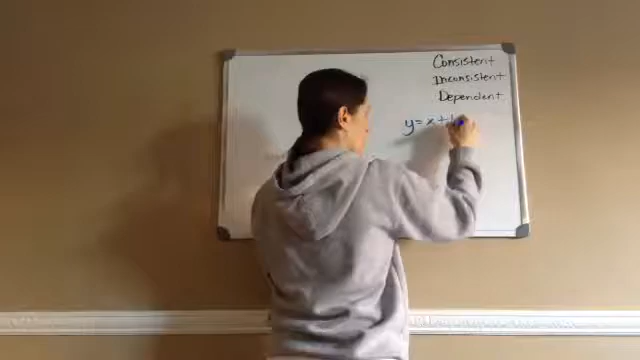 Consistent
Inconsistent
Dependent
y = x +